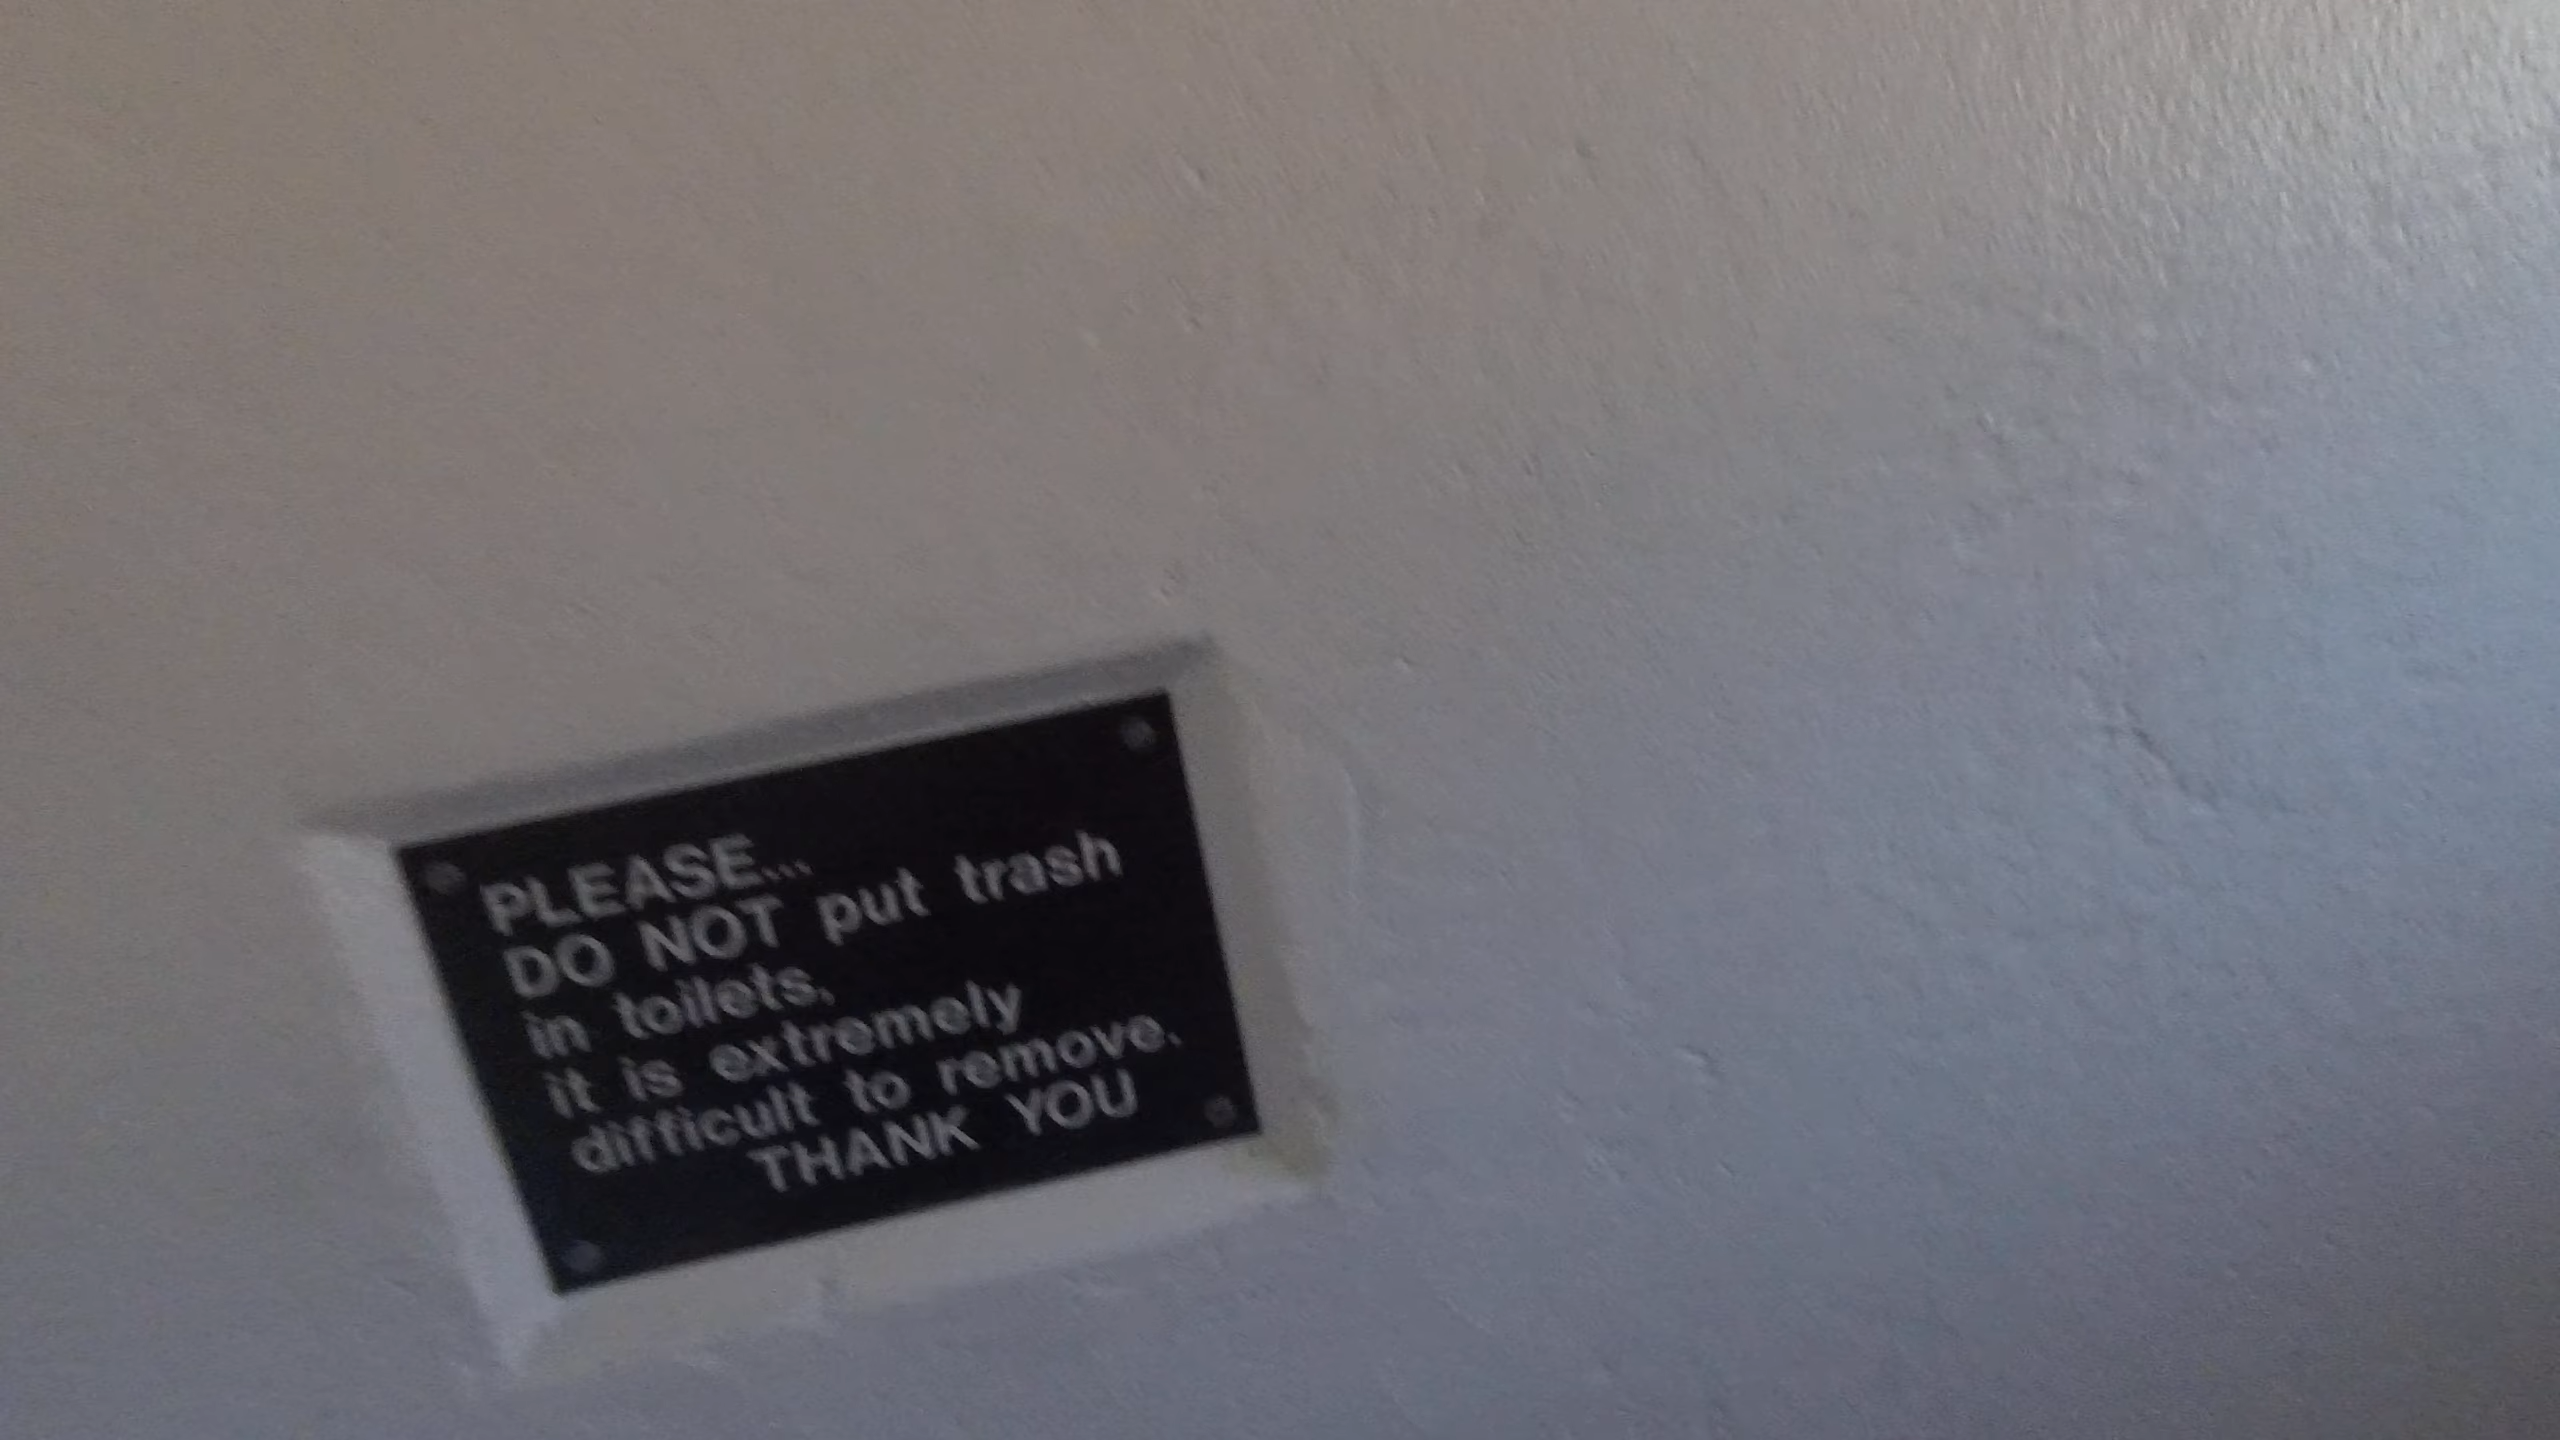 PLEASE...
DO NOT put trash
in toilets.
it is extremely
difficult to remove.
THANK YOU